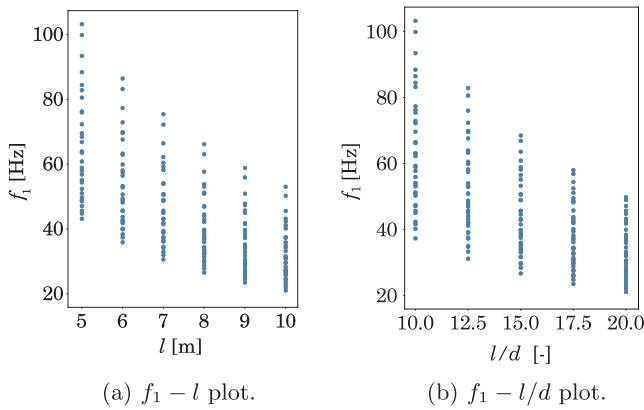 100
80
60
40
20
f₁ [Hz]
5 6 7 8 9 10
l [m]
(a) f₁ − l plot.
100
80
60
40
20
f₁ [Hz]
10.0 12.5 15.0 17.5 20.0
l/d [-]
(b) f₁ − l/d plot.